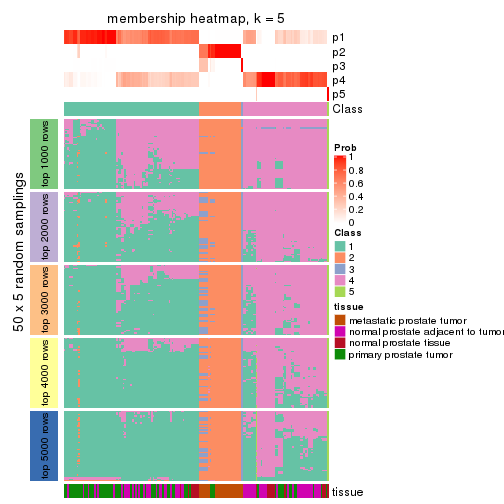 membership heatmap, k = 5
p1
p2
p3
p4
p5
Class
50 x 5 random samplings
top 1000 rows
top 2000 rows
top 3000 rows
top 4000 rows
top 5000 rows
tissue
Prob
1
0.8
0.6
0.4
0.2
0
Class
1
2
3
4
5
tissue
metastatic prostate tumor
normal prostate adjacent to tumor
normal prostate tissue
primary prostate tumor